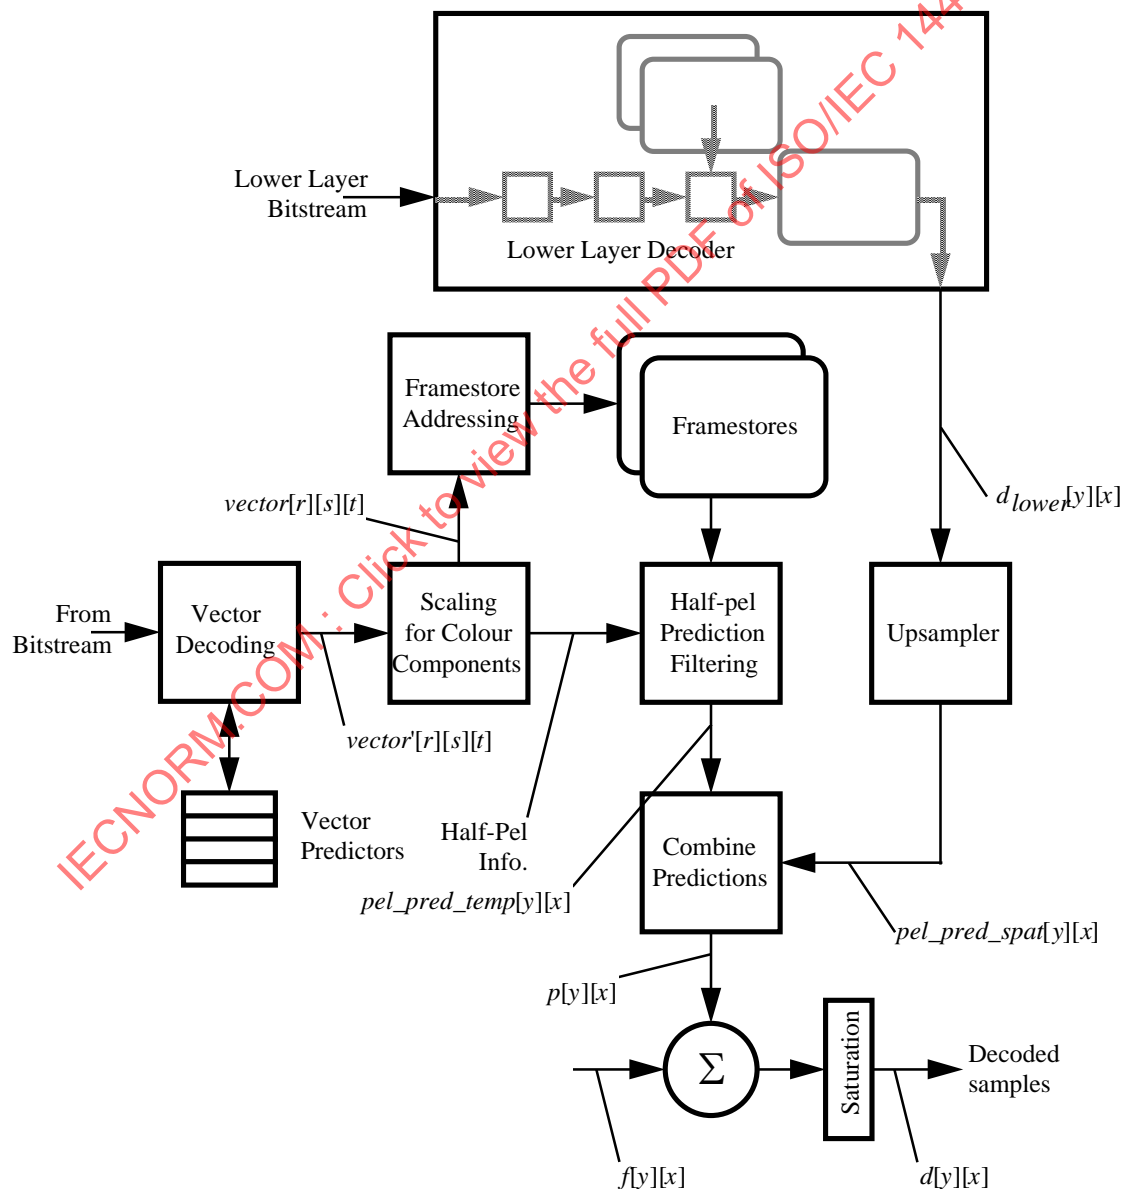 Lower Layer
Bitstream
Lower Layer Decoder
Framestore
Addressing
Framestores
vector[r][s][t]
d lower[y][x]
From
Bitstream
Vector
Decoding
Scaling
for Colour
Components
Half-pel
Prediction
Filtering
Upsampler
vector'[r][s][t]
Vector
Predictors
Half-Pel
Info.
Combine
Predictions
pel_pred_temp[y][x]
pel_pred_spat[y][x]
p[y][x]
Σ
Saturation
Decoded
samples
f[y][x]
d[y][x]
IECNORM.COM : Click to view the full PDF of ISO/IEC 144